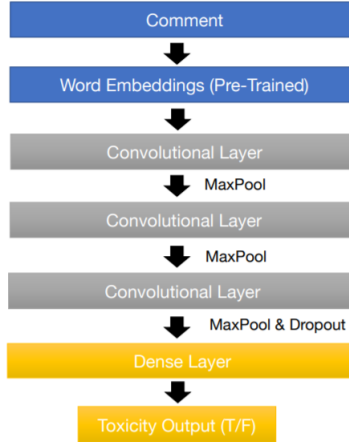 Comment
Word Embeddings (Pre-Trained)
Convolutional Layer
MaxPool
Convolutional Layer
MaxPool
Convolutional Layer
MaxPool & Dropout
Dense Layer
Toxicity Output (T/F)